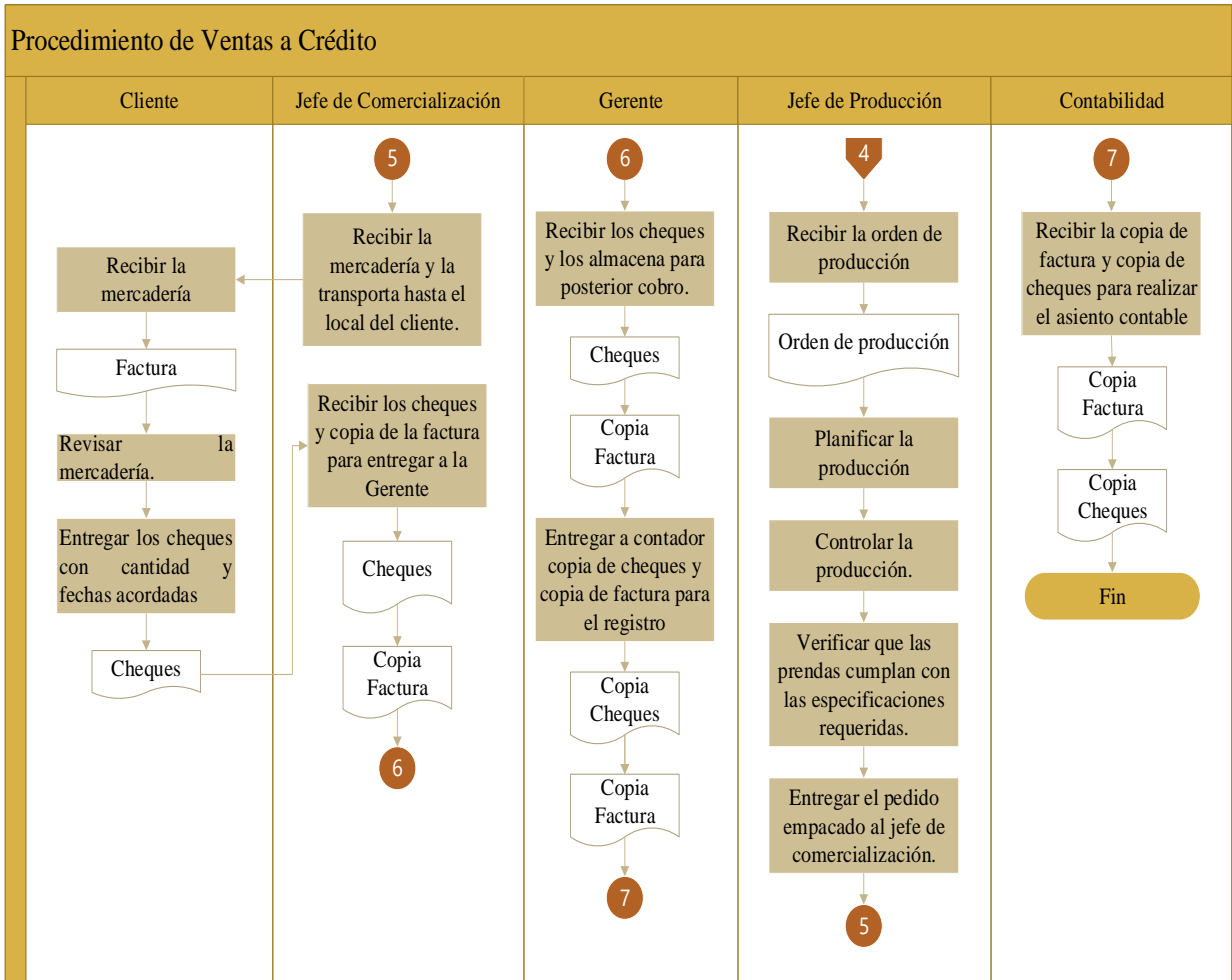 Procedimiento de Ventas a Crédito
Cliente
Jefe de Comercialización
Gerente
Jefe de Producción
Contabilidad
Recibir la
mercadería
Factura
Revisar la
mercadería.
Entregar los cheques
con cantidad y
fechas acordadas
Cheques
5
Recibir la
mercadería y la
transporta hasta el
local del cliente.
Recibir los cheques
y copia de la factura
para entregar a la
Gerente
Cheques
Copia
Factura
6
6
Recibir los cheques
y los almacena para
posterior cobro.
Cheques
Copia
Factura
Entregar a contador
copia de cheques y
copia de factura para
el registro
Copia
Cheques
Copia
Factura
7
4
Recibir la orden de
producción
Orden de producción
Planificar la
producción
Controlar la
producción.
Verificar que las
prendas cumplan con
las especificaciones
requeridas.
Entregar el pedido
empacado al jefe de
comercialización.
5
7
Recibir la copia de
factura y copia de
cheques para realizar
el asiento contable
Copia
Factura
Copia
Cheques
Fin